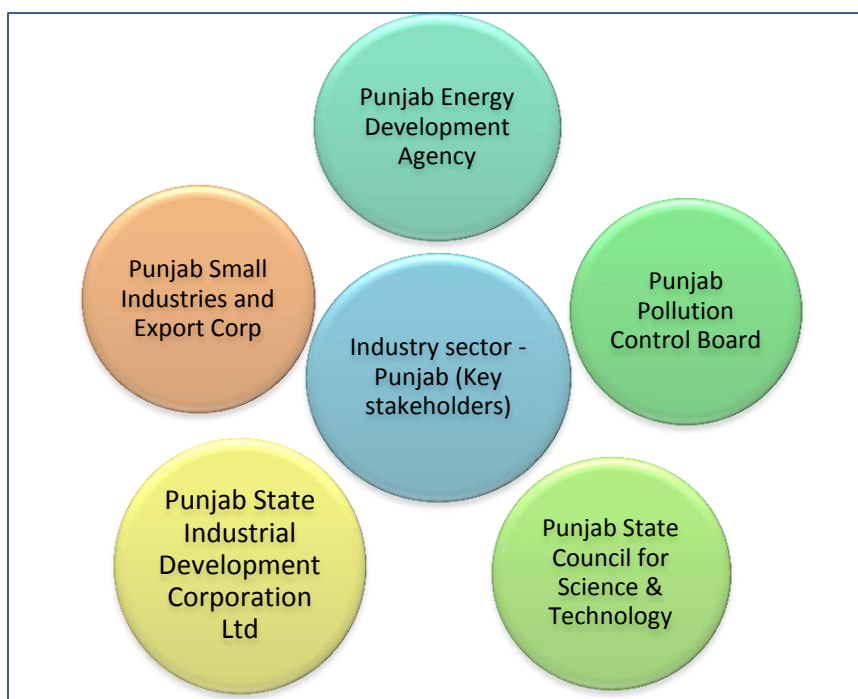 Punjab Energy
Development
Agency
Punjab Small
Industries and
Export Corp
Punjab
Pollution
Control Board
Industry sector -
Punjab (Key
stakeholders)
Punjab State
Industrial
Development
Corporation
Ltd
Punjab State
Council for
Science &
Technology